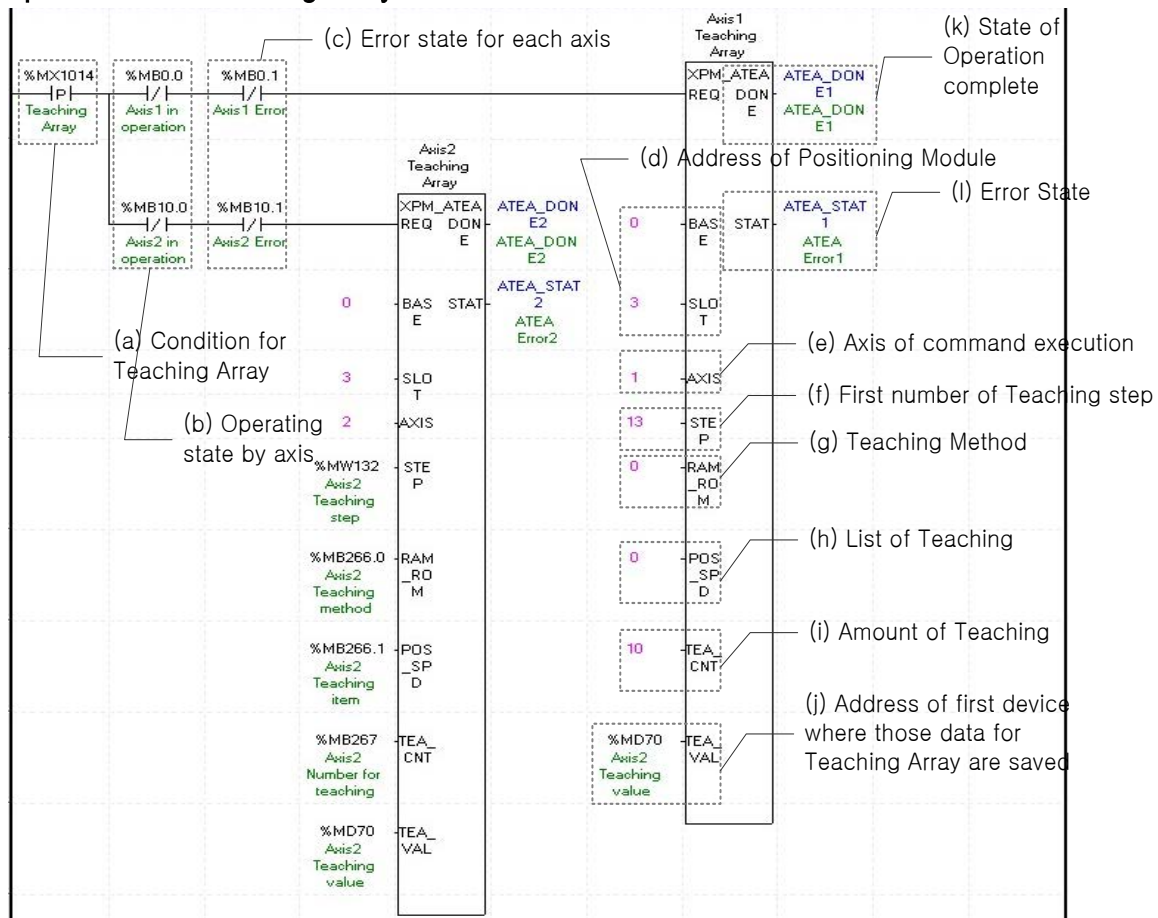 (c) Error state for each axis
Axis1
Teaching
Array
(k) State of
Operation
complete
%MX1014
P
Teaching
Array
%MB0.0
/
Axis1 in
operation
%MB0.1
/
Axis1 Error
XPM_ATEA
REQ DON
E
ATEA_DON
E1
ATEA_DON
E1
Axis2
Teaching
Array
(d) Address of Positioning Module
(l) Error State
%MB10.0
/
Axis2 in
operation
%MB10.1
/
Axis2 Error
XPM_ATEA
REQ DON
E
ATEA_DON
E2
ATEA_DON
E2
0
BAS STAT
E
ATEA_STAT
1
ATEA
Error1
0
BAS STAT
E
ATEA_STAT
2
ATEA
Error2
3
SLO
T
(a) Condition for
Teaching Array
(e) Axis of command execution
3
SLO
T
1
AXIS
(f) First number of Teaching step
(b) Operating
state by axis
2
AXIS
13
STE
P
(g) Teaching Method
%MW132
Axis2
Teaching
step
STE
P
0
RAM
_RO
M
(h) List of Teaching
%MB266.0
Axis2
Teaching
method
RAM
_RO
M
0
POS
_SP
D
(i) Amount of Teaching
%MB266.1
Axis2
Teaching
item
POS
_SP
D
10
TEA_
CNT
(j) Address of first device
where those data for
Teaching Array are saved
%MB267
Axis2
Number for
teaching
TEA_
CNT
%MD70
Axis2
Teaching
value
TEA_
VAL
%MD70
Axis2
Teaching
value
TEA_
VAL